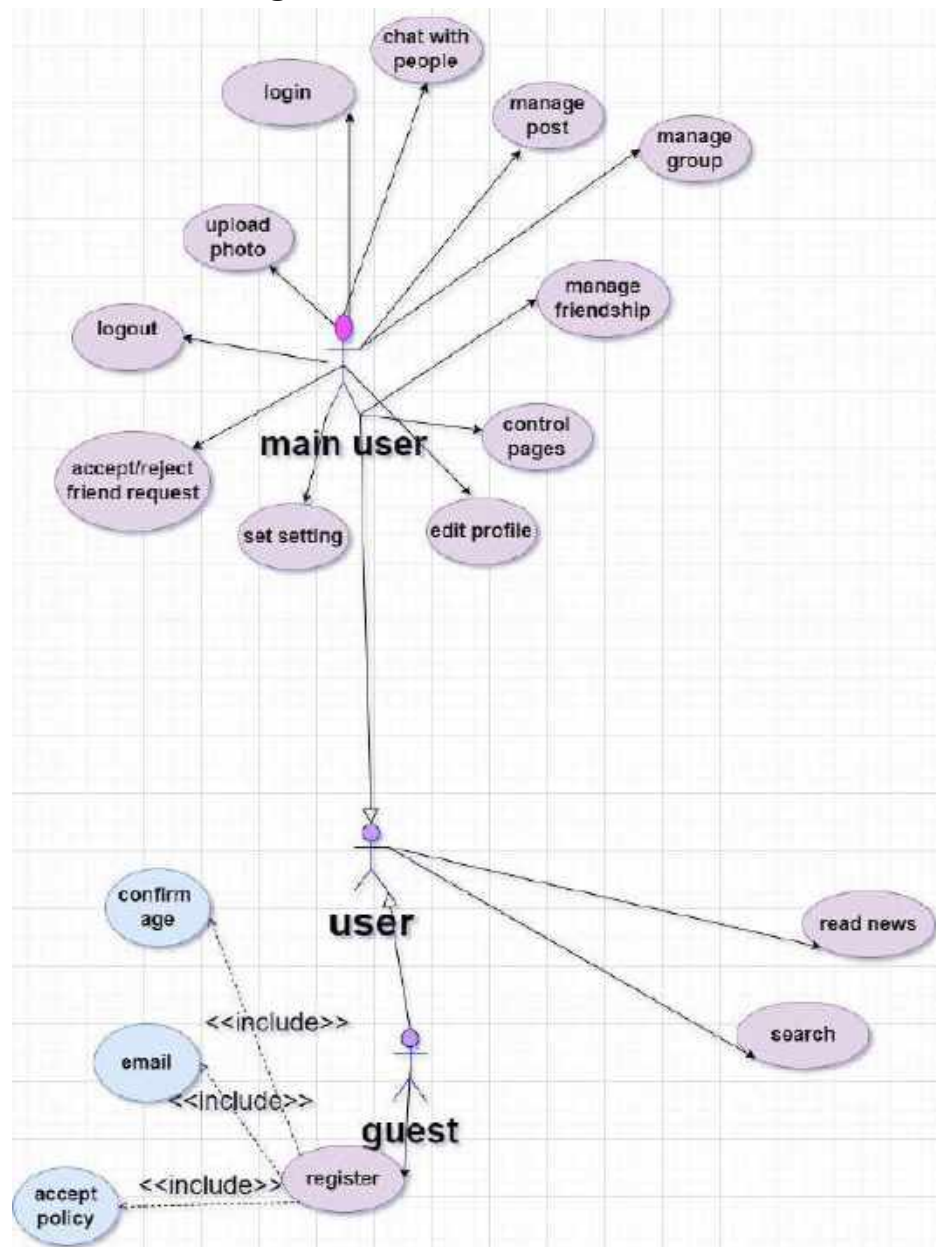 chat with
people
login
manage
post
manage
group
upload
photo
manage
friendship
logout
control
pages
main user
accept/reject
friend request
set setting
edit profile
confirm
age
user
read news
<<include>>
search
email
<<include>>
guest
register
<<include>>
accept
policy